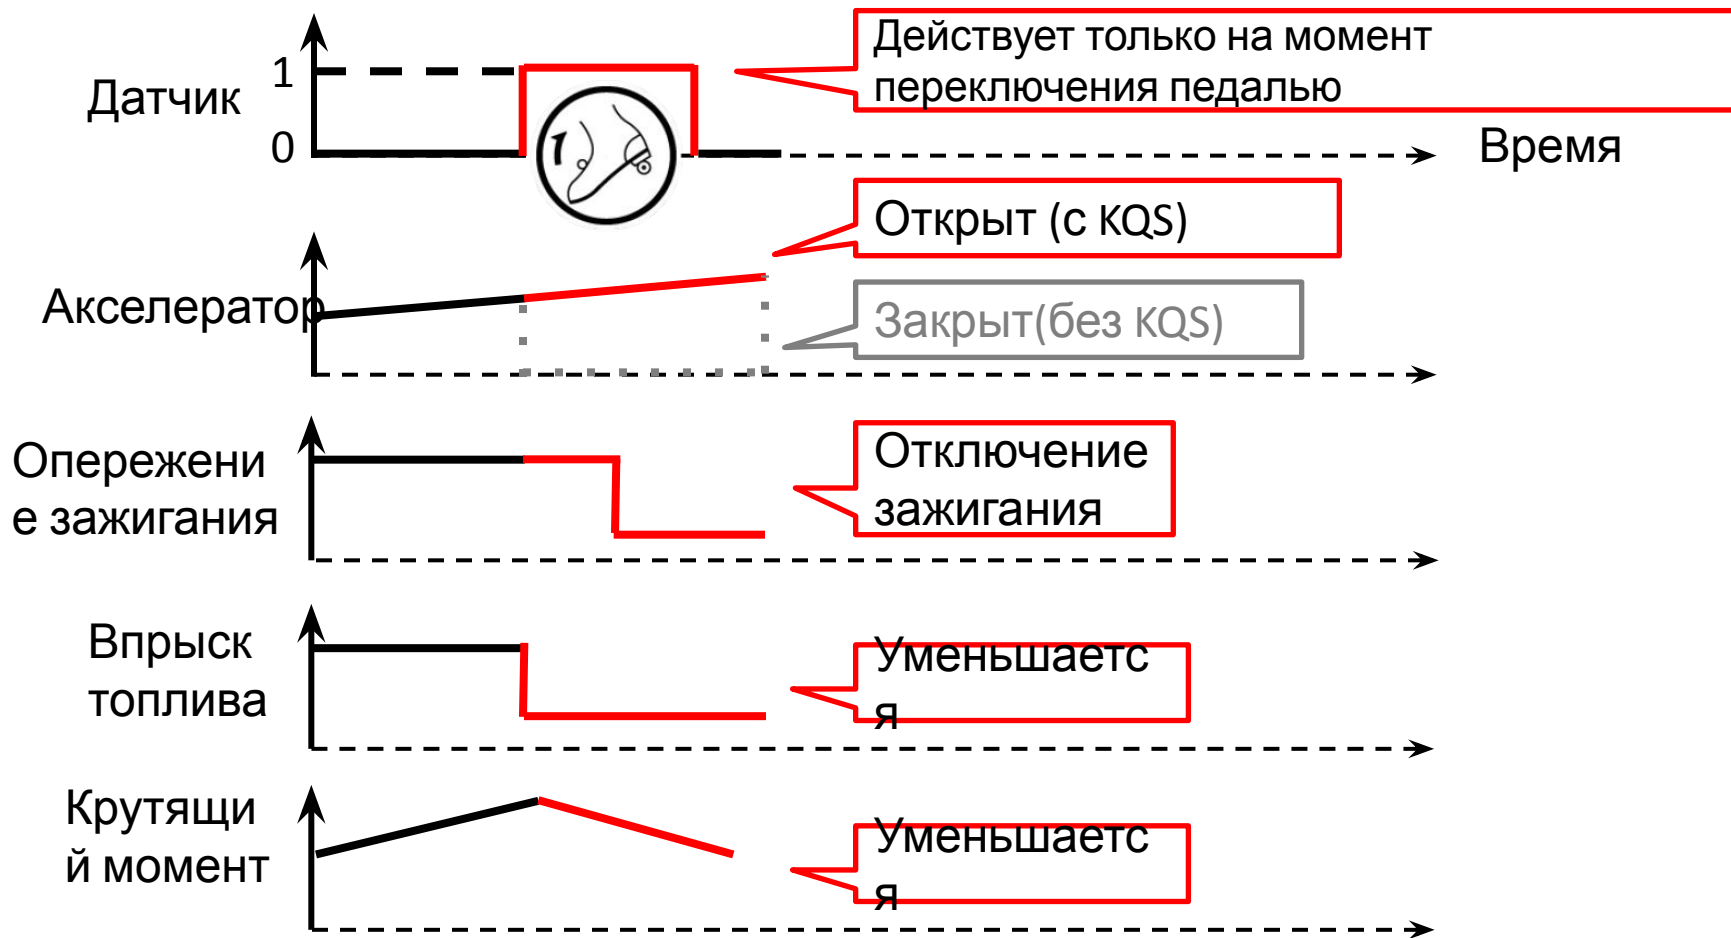 Действует только на момент
переключения педалью
Датчик
1
0
Время
Открыт (с KQS)
Акселератор
Закрыт(без KQS)
Опережени
е зажигания
Отключение
зажигания
Впрыск
топлива
Уменьшаетс
я
Крутящи
й момент
Уменьшаетс
я